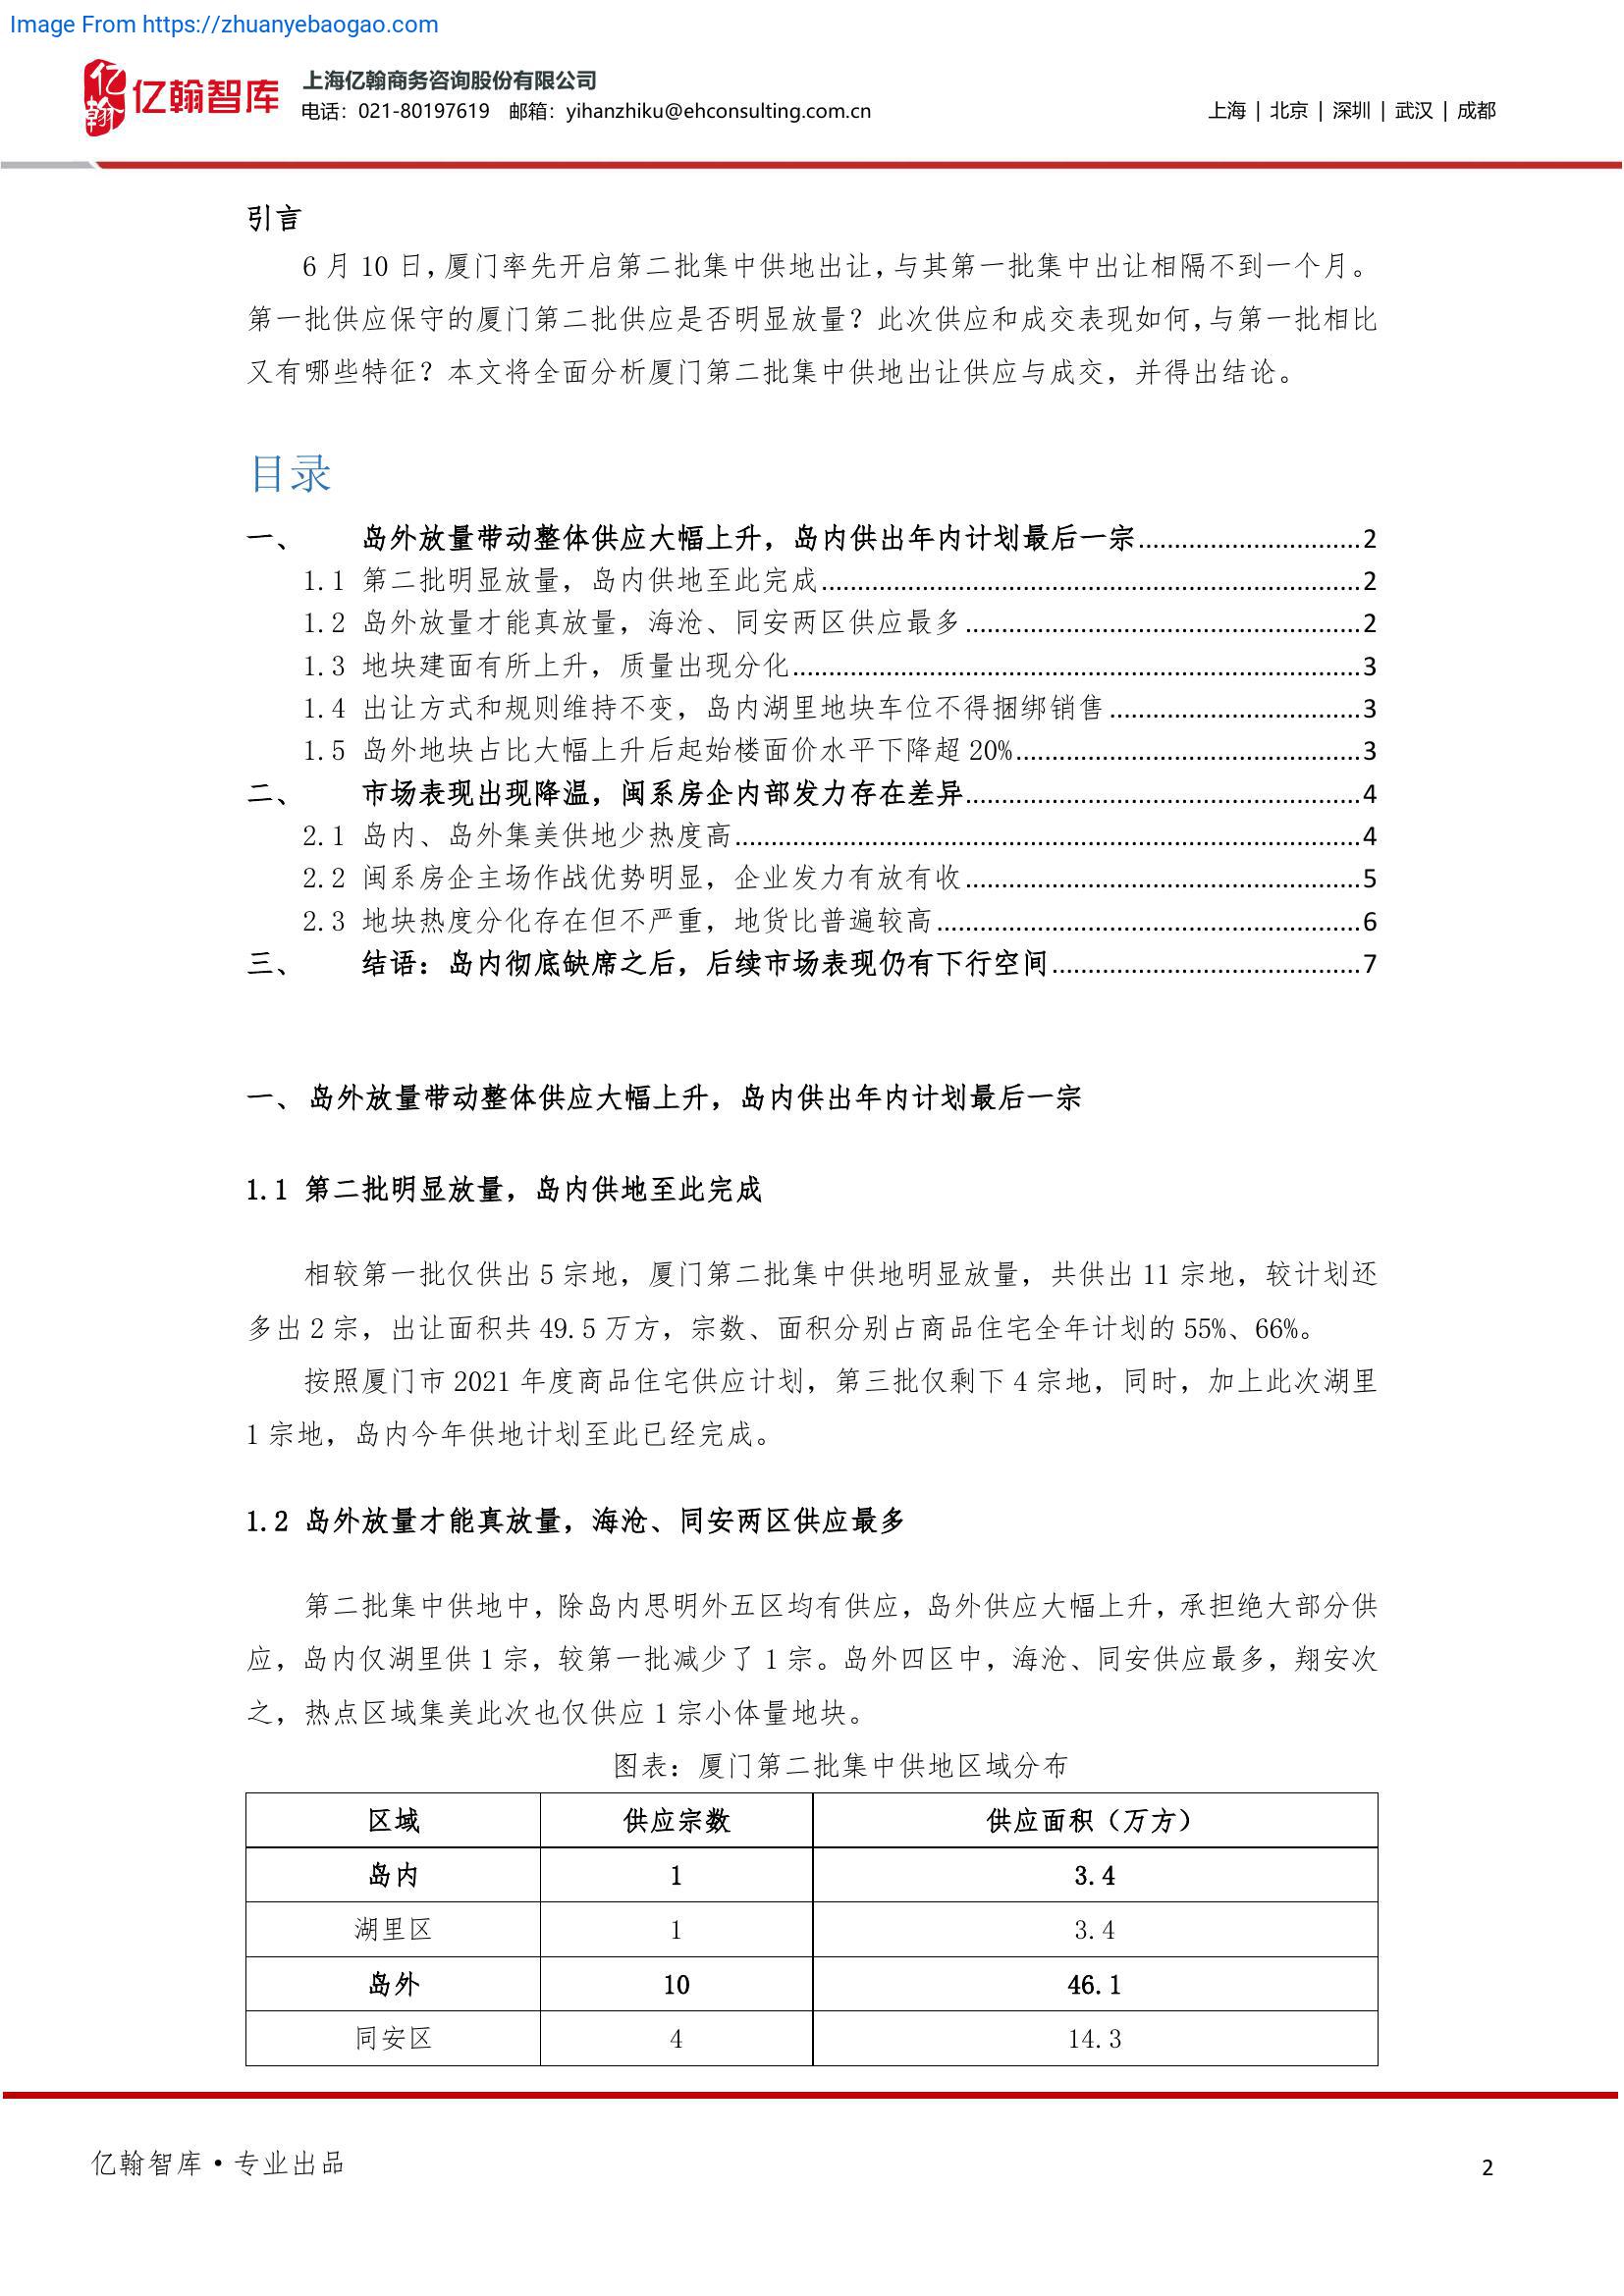 Image From https://zhuanyebaogao.com
亿翰
亿翰智库
上海亿翰商务咨询股份有限公司
电话：021-80197619 邮箱：yihanzhiku@ehconsulting.com.cn
上海 | 北京 | 深圳 | 武汉 | 成都
引言
6 月 10 日，厦门率先开启第二批集中供地出让，与其第一批集中出让相隔不到一个月。
第一批供应保守的厦门第二批供应是否明显放量？此次供应和成交表现如何，与第一批相比
又有哪些特征？本文将全面分析厦门第二批集中供地出让供应与成交，并得出结论。
目录
一、 岛外放量带动整体供应大幅上升，岛内供出年内计划最后一宗..............................2
1.1 第二批明显放量，岛内供地至此完成..............................2
1.2 岛外放量才能真放量，海沧、同安两区供应最多..............................2
1.3 地块建面有所上升，质量出现分化..............................3
1.4 出让方式和规则维持不变，岛内湖里地块车位不得捆绑销售..............................3
1.5 岛外地块占比大幅上升后起始楼面价水平下降超 20%..............................3
二、 市场表现出现降温，闽系房企内部发力存在差异..............................4
2.1 岛内、岛外集美供地少热度高..............................4
2.2 闽系房企主场作战优势明显，企业发力有放有收..............................5
2.3 地块热度分化存在但不严重，地货比普遍较高..............................6
三、 结语：岛内彻底缺席之后，后续市场表现仍有下行空间..............................7
一、岛外放量带动整体供应大幅上升，岛内供出年内计划最后一宗
1.1 第二批明显放量，岛内供地至此完成
相较第一批仅供出 5 宗地，厦门第二批集中供地明显放量，共供出 11 宗地，较计划还
多出 2 宗，出让面积共 49.5 万方，宗数、面积分别占商品住宅全年计划的 55%、66%。
按照厦门市 2021 年度商品住宅供应计划，第三批仅剩下 4 宗地，同时，加上此次湖里
1 宗地，岛内今年供地计划至此已经完成。
1.2 岛外放量才能真放量，海沧、同安两区供应最多
第二批集中供地中，除岛内思明外五区均有供应，岛外供应大幅上升，承担绝大部分供
应，岛内仅湖里供 1 宗，较第一批减少了 1 宗。岛外四区中，海沧、同安供应最多，翔安次
之，热点区域集美此次也仅供应 1 宗小体量地块。
图表：厦门第二批集中供地区域分布
区域 供应宗数 供应面积（万方）
岛内 1 3.4
湖里区 1 3.4
岛外 10 46.1
同安区 4 14.3
亿翰智库·专业出品
2